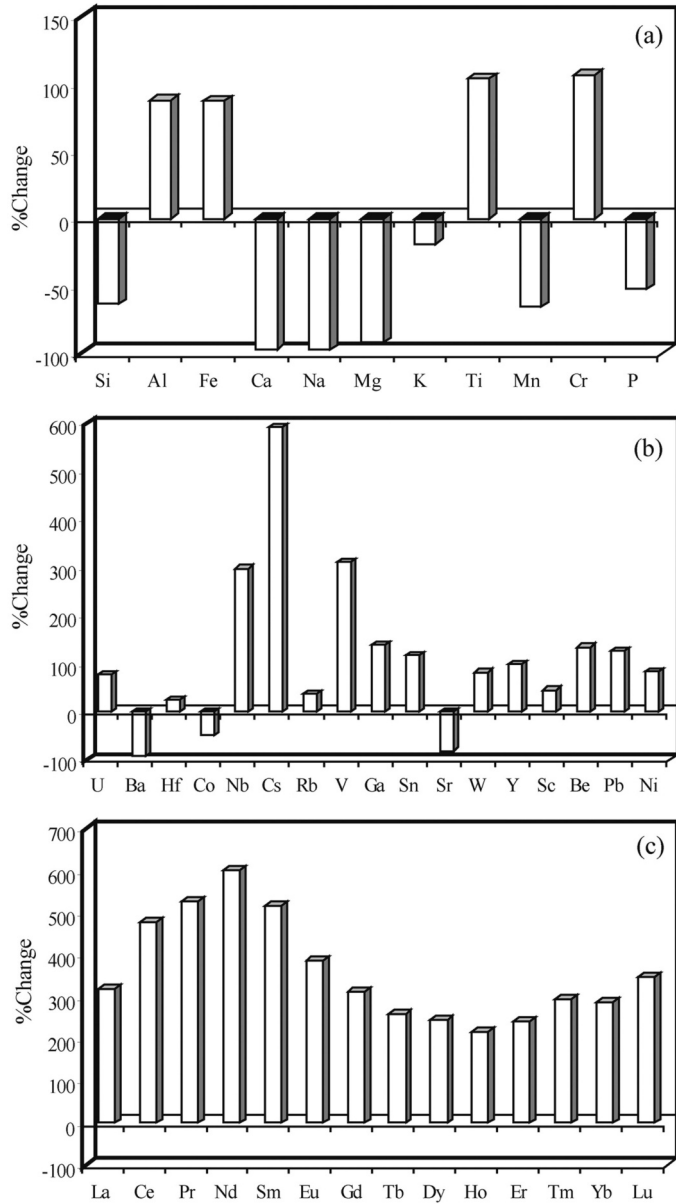 (a)
150
100
50
0
-50
-100
%Change
Si Al Fe Ca Na Mg K Ti Mn Cr P
(b)
600
500
400
300
200
100
0
-100
%Change
U Ba Hf Co Nb Cs Rb V Ga Sn Sr W Y Sc Be Pb Ni
(c)
700
600
500
400
300
200
100
0
-100
%Change
La Ce Pr Nd Sm Eu Gd Tb Dy Ho Er Tm Yb Lu